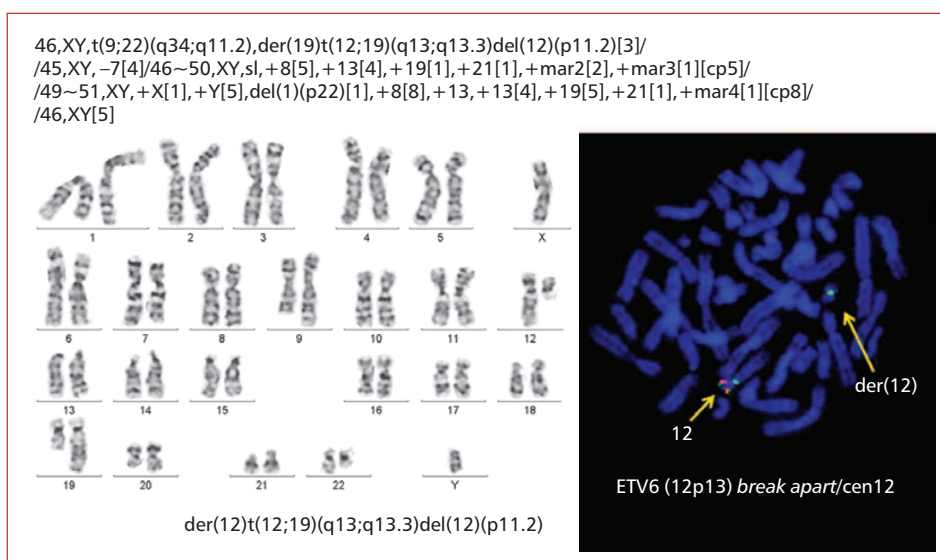 46,XY,t(9;22)(q34;q11.2),der(19)t(12;19)(q13;q13.3)del(12)(p11.2)[3]/
/45,XY, –7[4]/46~50,XY,sl,+8[5],+13[4],+19[1],+21[1],+mar2[2],+mar3[1][cp5]/
/49~51,XY,+X[1],+Y[5],del(1)(p22)[1],+8[8],+13,+13[4],+19[5],+21[1],+mar4[1][cp8]/
/46,XY[5]
1 2 3 4 5 X
6 7 8 9 10 11 12
13 14 15 16 17 18
19 20 21 22 Y
der(12)t(12;19)(q13;q13.3)del(12)(p11.2)
der(12)
12
ETV6 (12p13) break apart/cen12